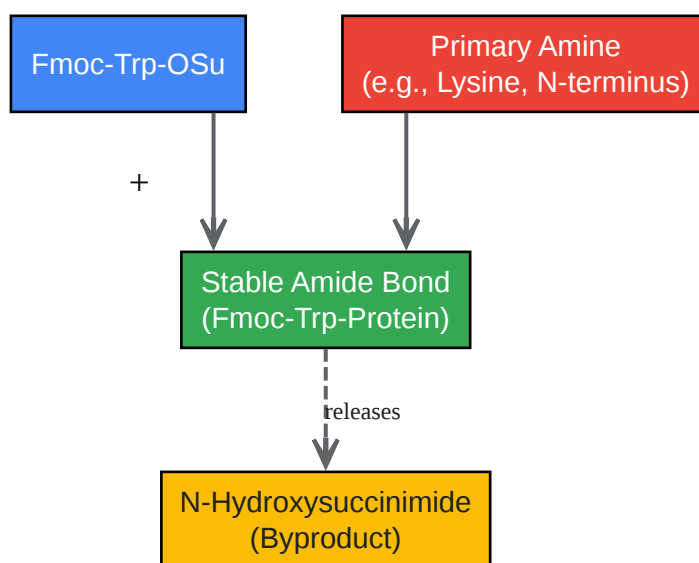 Fmoc-Trp-OSu
Primary Amine
(e.g., Lysine, N-terminus)
+
Stable Amide Bond
(Fmoc-Trp-Protein)
releases
N-Hydroxysuccinimide
(Byproduct)